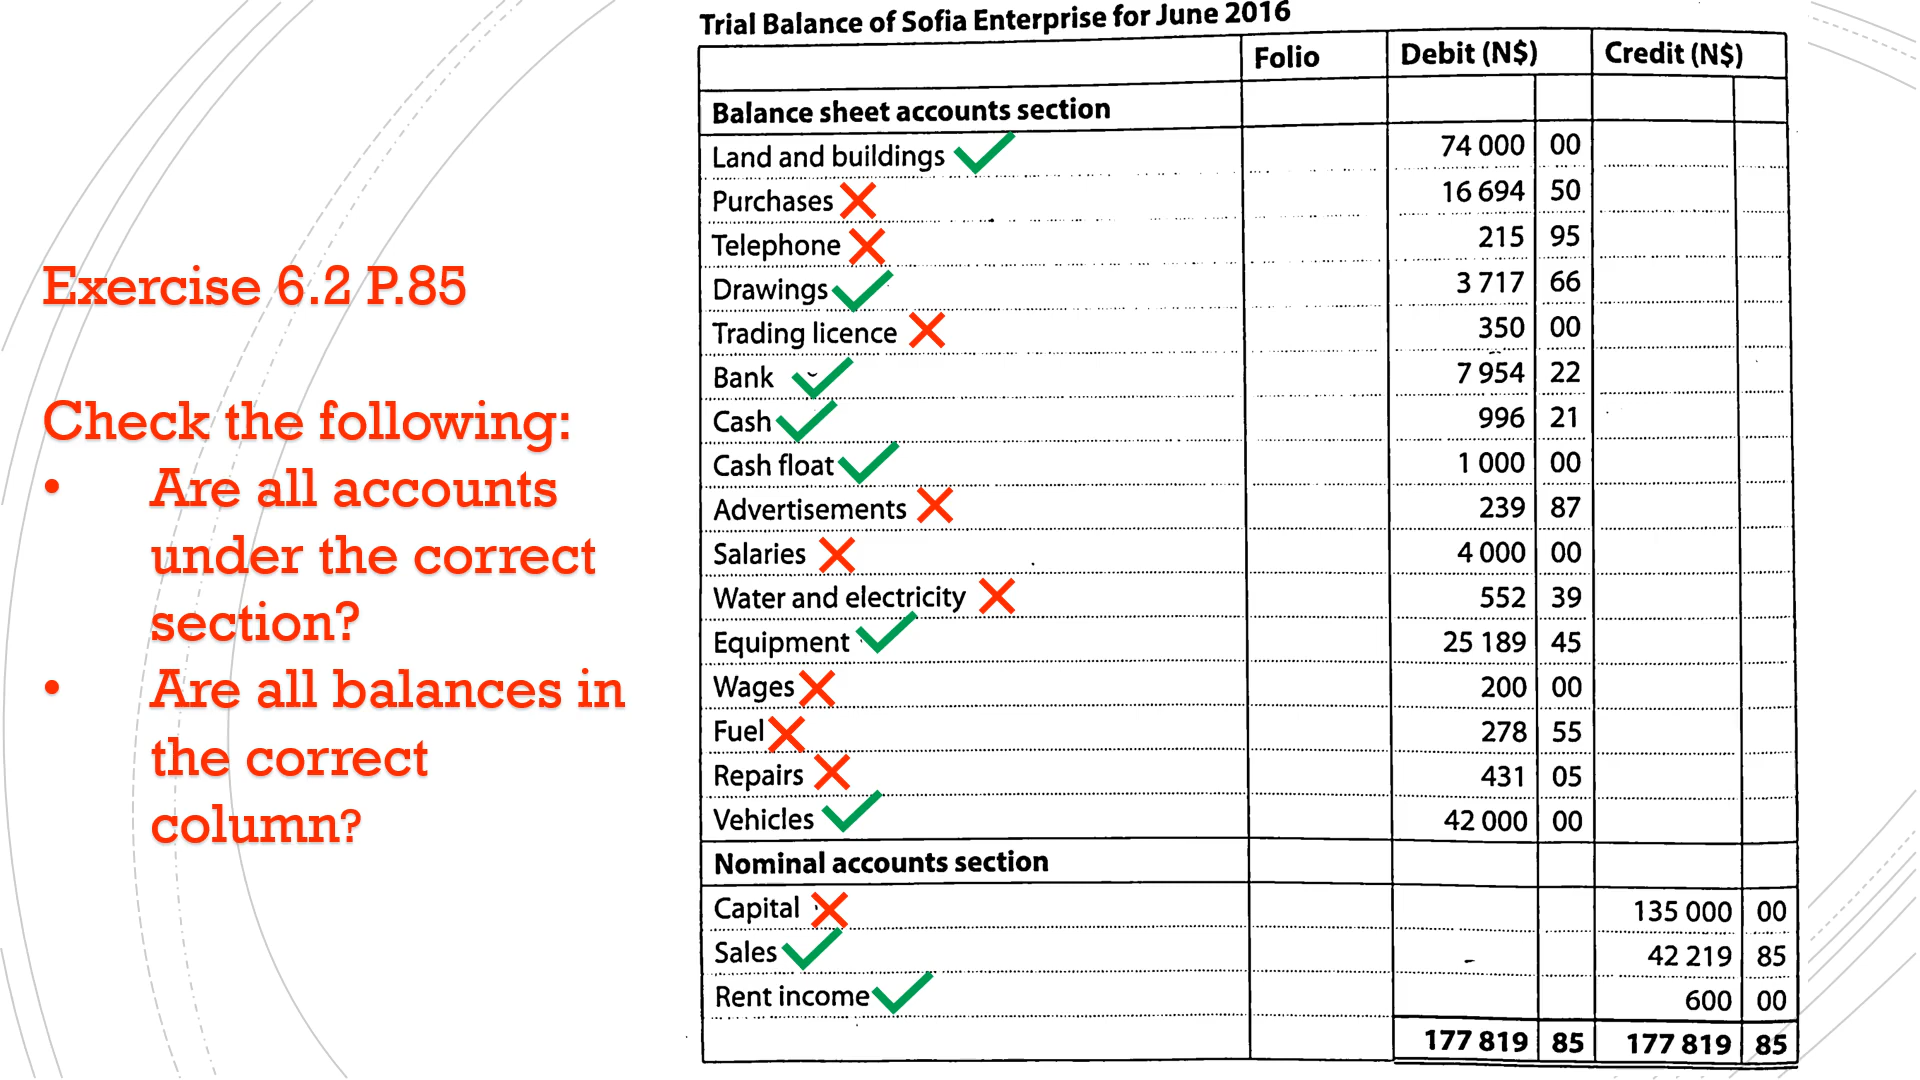 Exercise 6.2 P.85
Check the following:
• Are all accounts
under the correct
section?
• Are all balances in
the correct
column?
Trial Balance of Sofia Enterprise for June 2016
Folio Debit (N$) Credit (N$)
Balance sheet accounts section
Land and buildings 74 000 00
Purchases 16 694 50
Telephone 215 95
Drawings 3 717 66
Trading licence 350 00
Bank 7 954 22
Cash 996 21
Cash float 1 000 00
Advertisements 239 87
Salaries 4 000 00
Water and electricity 552 39
Equipment 25 189 45
Wages 200 00
Fuel 278 55
Repairs 431 05
Vehicles 42 000 00
Nominal accounts section
Capital 135 000 00
Sales 42 219 85
Rent income 600 00
177 819 85 177 819 85